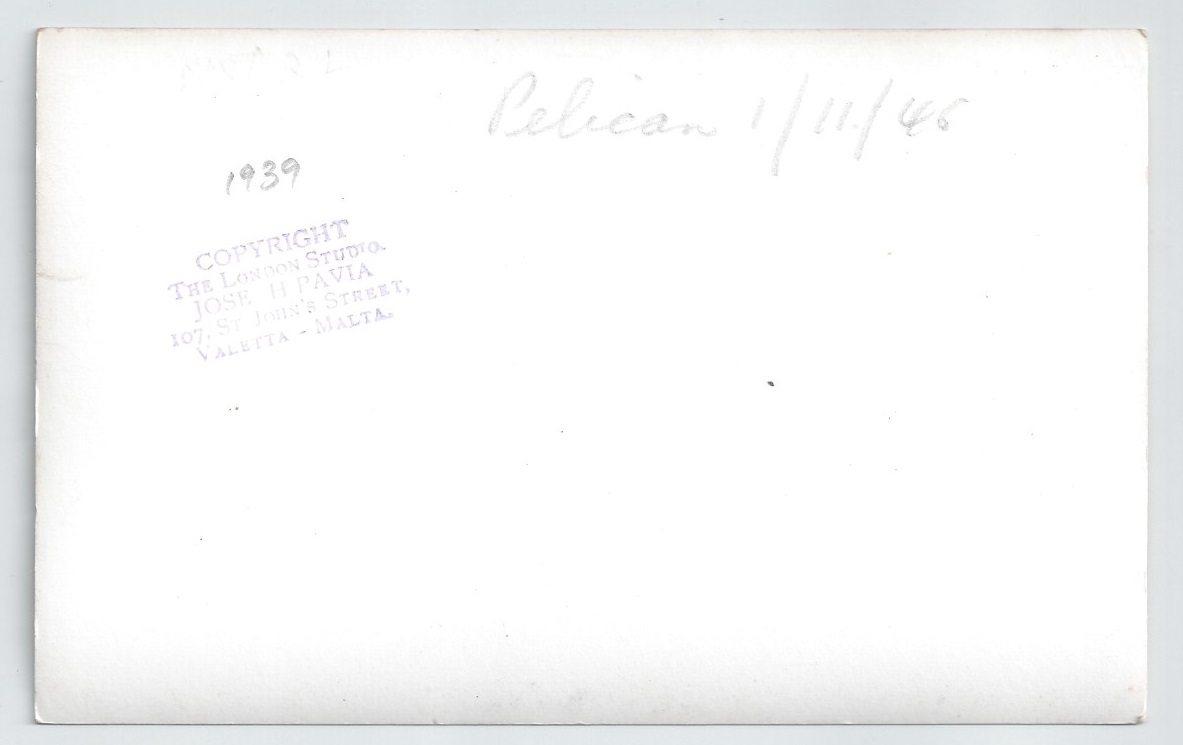 Pelican 1/11/46
1939
COPYRIGHT
THE LONDON STUDIO.
JOSE H PAVIA
107, ST JOHN'S STREET,
VALETTA - MALTA.